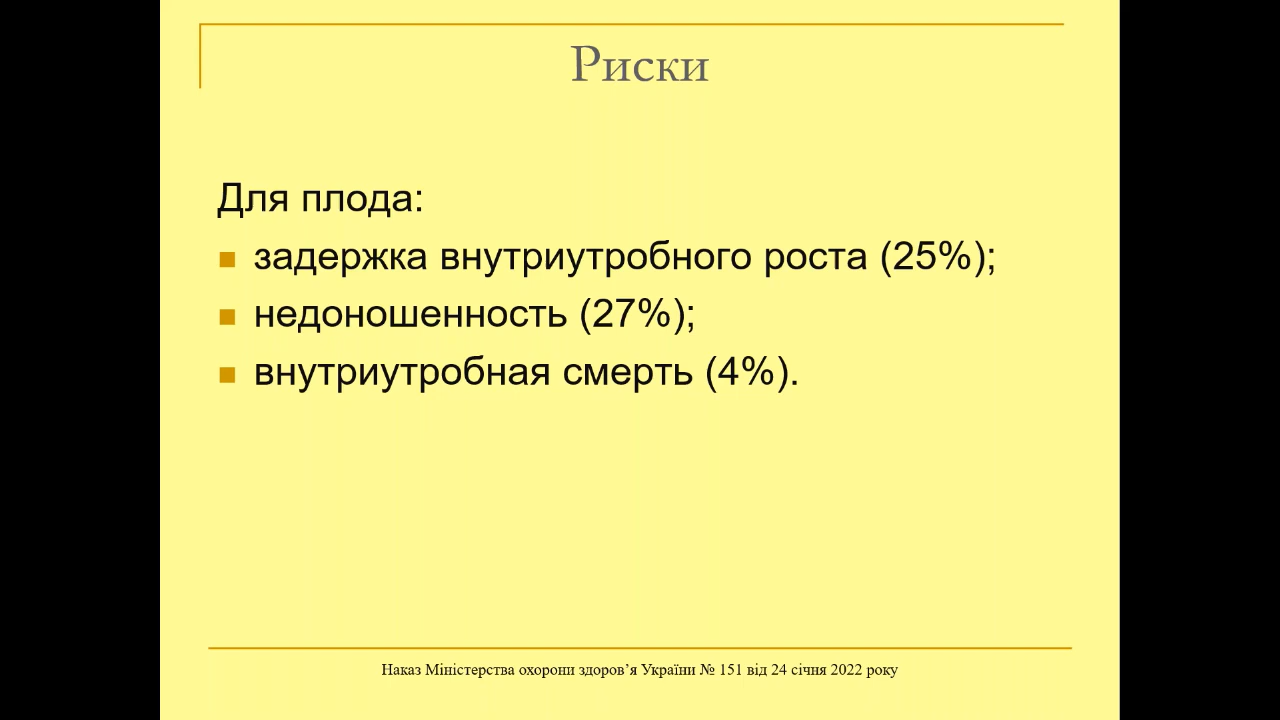 Риски
Для плода:
задержка внутриутробного роста (25%);
недоношенность (27%);
внутриутробная смерть (4%).
Наказ Міністерства охорони здоров’я України № 151 від 24 січня 2022 року